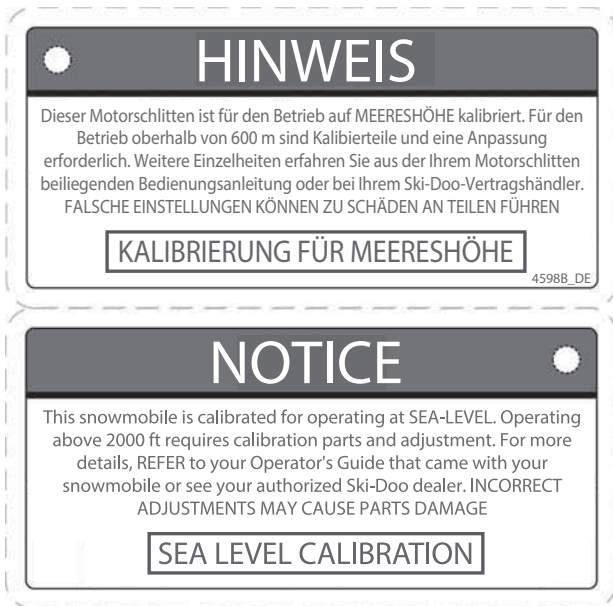 HINWEIS
Dieser Motorschlitten ist für den Betrieb auf MEERESHÖHE kalibriert. Für den
Betrieb oberhalb von 600 m sind Kalibierteile und eine Anpassung
erforderlich. Weitere Einzelheiten erfahren Sie aus der Ihrem Motorschlitten
beiliegenden Bedienungsanleitung oder bei Ihrem Ski-Doo-Vertragshändler.
FALSCHE EINSTELLUNGEN KÖNNEN ZU SCHÄDEN AN TEILEN FÜHREN
KALIBRIERUNG FÜR MEERESHÖHE
4598B_DE
NOTICE
This snowmobile is calibrated for operating at SEA-LEVEL. Operating
above 2000 ft requires calibration parts and adjustment. For more
details, REFER to your Operator's Guide that came with your
snowmobile or see your authorized Ski-Doo dealer. INCORRECT
ADJUSTMENTS MAY CAUSE PARTS DAMAGE
SEA LEVEL CALIBRATION